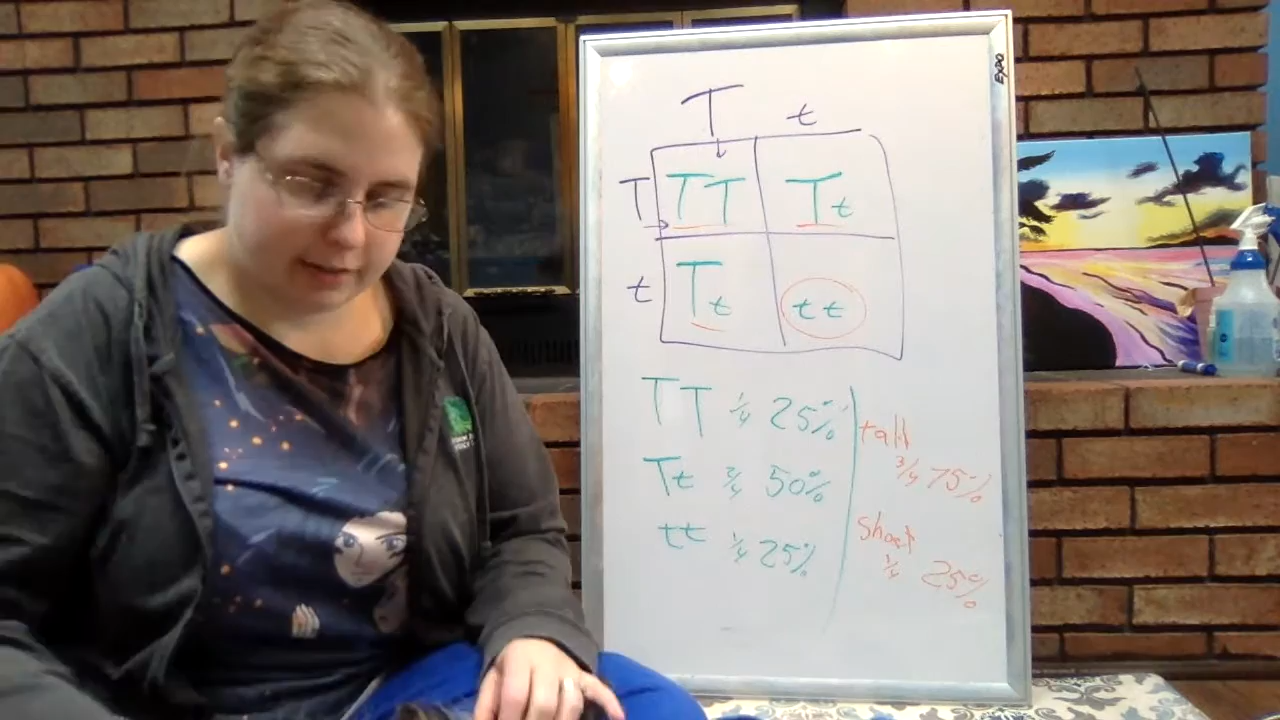 EXPO
T t
T TT Tt
t Tt tt
TT 1/4 25%
tall
3/4 75%
Tt 2/4 50%
short
1/4 25%
tt 1/4 25%